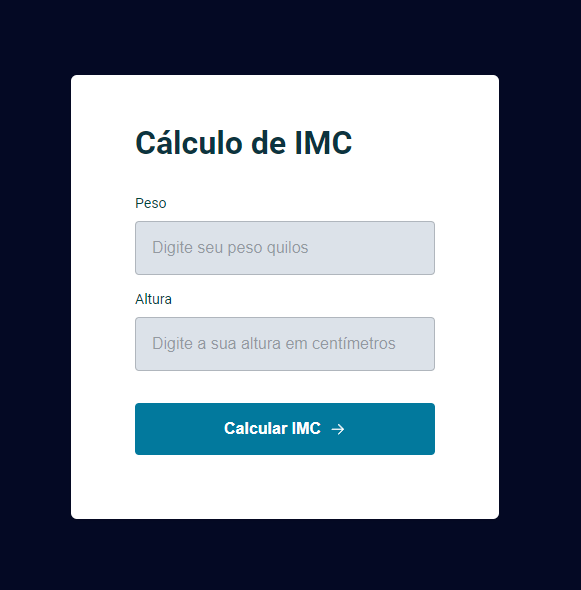 Cálculo de IMC
Peso
Digite seu peso quilos
Altura
Digite a sua altura em centímetros
Calcular IMC →